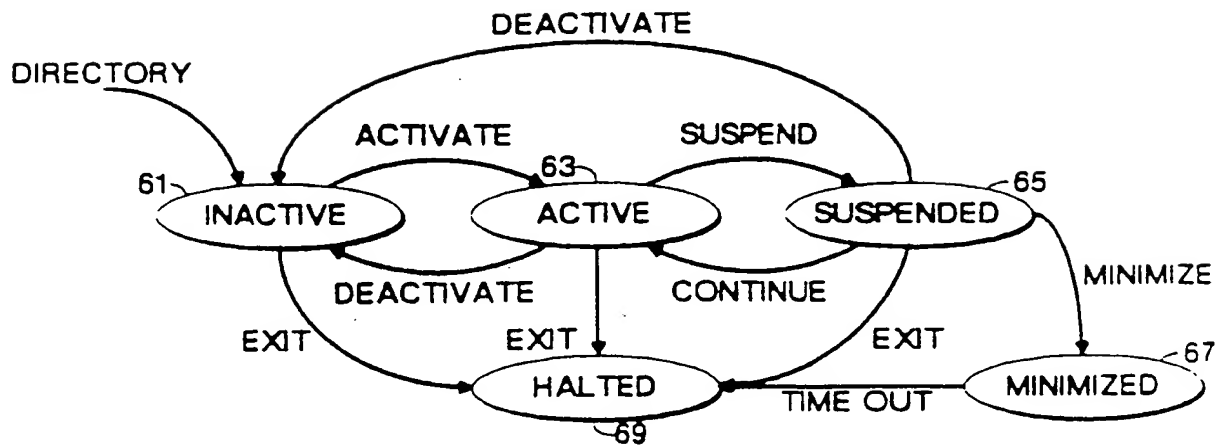 DEACTIVATE
DIRECTORY
ACTIVATE
SUSPEND
61
63
65
INACTIVE
ACTIVE
SUSPENDED
DEACTIVATE
CONTINUE
MINIMIZE
EXIT
EXIT
EXIT
67
HALTED
TIME OUT
MINIMIZED
69